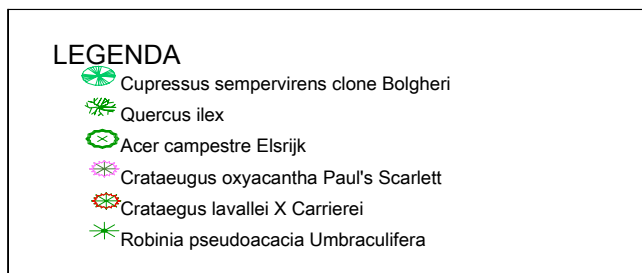 LEGENDA
Cupressus sempervirens clone Bolgheri
Quercus ilex
Acer campestre Elsrijk
Crataeugus oxyacantha Paul's Scarlett
Crataegus lavallei X Carrierei
Robinia pseudoacacia Umbraculifera